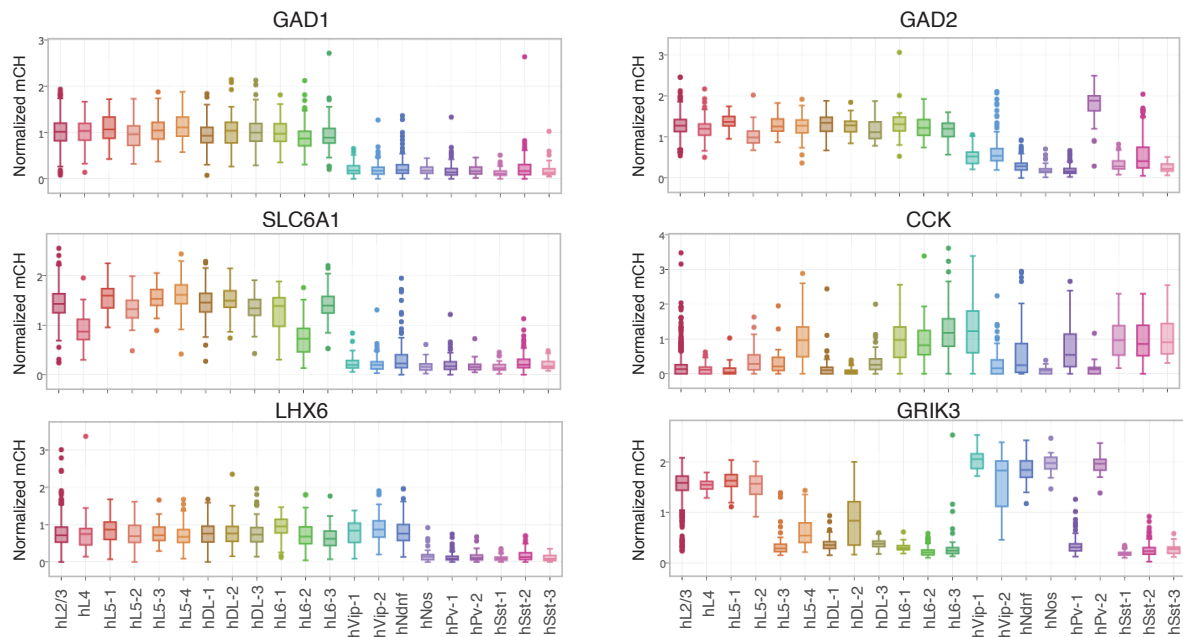 GAD1
GAD2
Normalized mCH
3
2
1
0
Normalized mCH
3
2
1
0
SLC6A1
CCK
Normalized mCH
2
1
0
Normalized mCH
4
3
2
1
0
LHX6
GRIK3
Normalized mCH
3
2
1
0
Normalized mCH
2
1
0
hL2/3
hL4
hL5-1
hL5-2
hL5-3
hL5-4
hDL-1
hDL-2
hDL-3
hL6-1
hL6-2
hL6-3
hVip-1
hVip-2
hNdnf
hNos
hPv-1
hPv-2
hSst-1
hSst-2
hSst-3
hL2/3
hL4
hL5-1
hL5-2
hL5-3
hL5-4
hDL-1
hDL-2
hDL-3
hL6-1
hL6-2
hL6-3
hVip-1
hVip-2
hNdnf
hNos
hPv-1
hPv-2
hSst-1
hSst-2
hSst-3